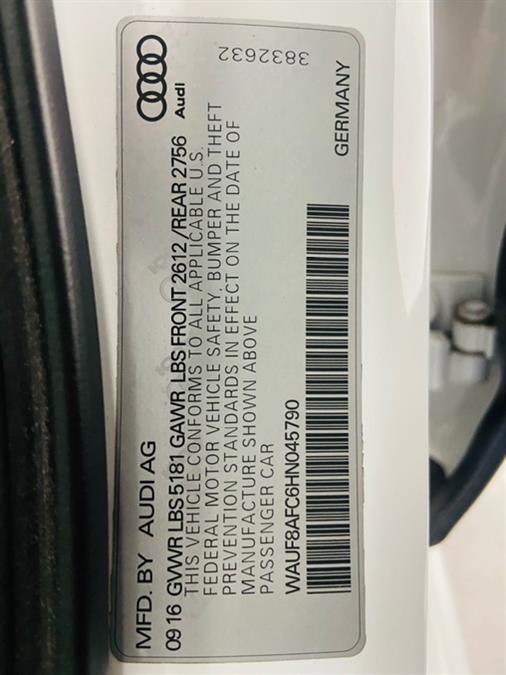 MFD. BY AUDI AG
Audi
0916 GVWR LBS 5181 GAWR LBS FRONT 2612 /REAR 2756
THIS VEHICLE CONFORMS TO ALL APPLICABLE U.S.
FEDERAL MOTOR VEHICLE SAFETY, BUMPER AND THEFT
PREVENTION STANDARDS IN EFFECT ON THE DATE OF
MANUFACTURE SHOWN ABOVE
PASSENGER CAR
WAUF8AFC6HN045790
3832632
GERMANY